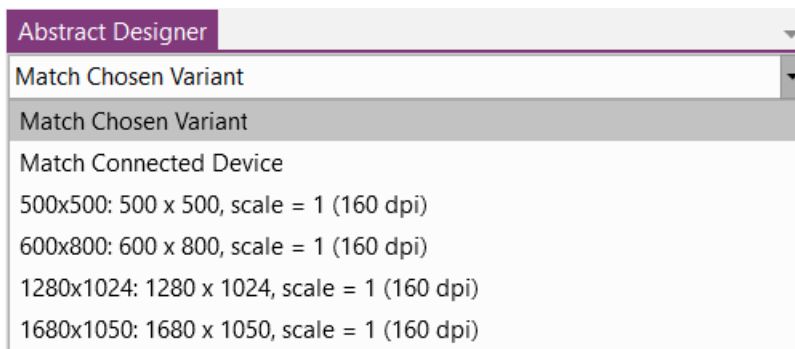 Abstract Designer
Match Chosen Variant
Match Chosen Variant
Match Connected Device
500x500: 500 x 500, scale = 1 (160 dpi)
600x800: 600 x 800, scale = 1 (160 dpi)
1280x1024: 1280 x 1024, scale = 1 (160 dpi)
1680x1050: 1680 x 1050, scale = 1 (160 dpi)